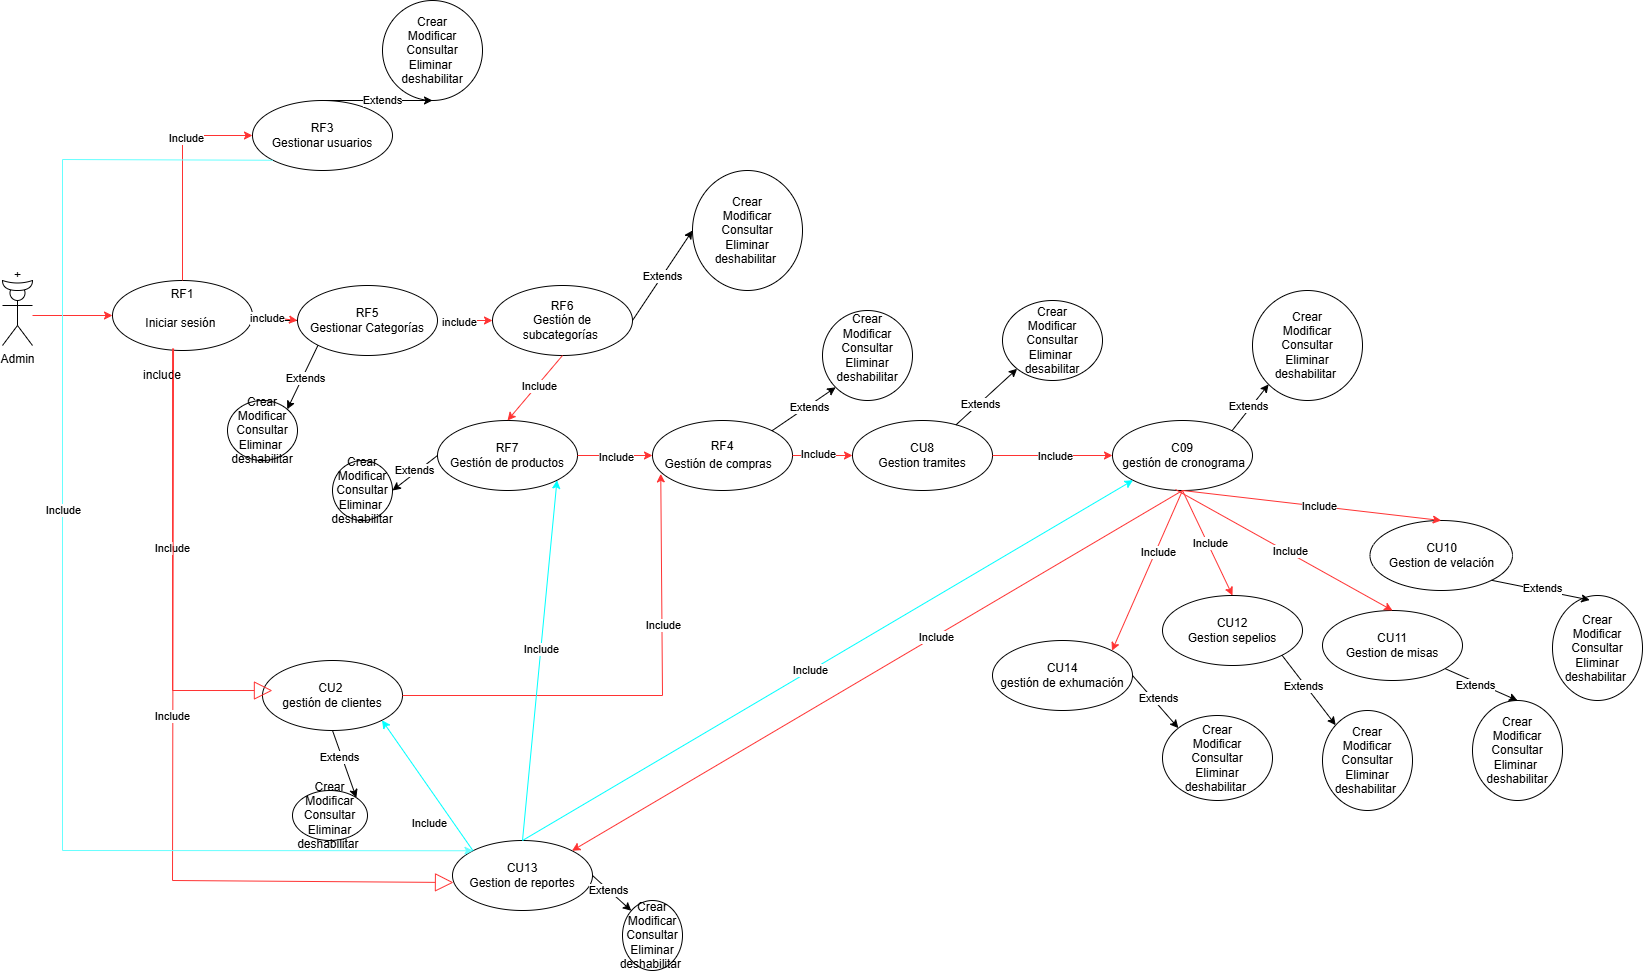 Crear
Modificar
Consultar
Eliminar
deshabilitar
Extends
RF3
Gestionar usuarios
Include
Crear
Modificar
Consultar
Eliminar
deshabilitar
Extends
Admin
RF1
Iniciar sesión
include
RF5
Gestionar Categorías
include
RF6
Gestión de
subcategorías
include
Extends
Crear
Modificar
Consultar
Eliminar
deshabilitar
Include
Crear
Modificar
Consultar
Eliminar
deshabilitar
Extends
Crear
Modificar
Consultar
Eliminar
desabilitar
Extends
Crear
Modificar
Consultar
Eliminar
deshabilitar
Extends
RF7
Gestión de productos
Extends
Crear
Modificar
Consultar
Eliminar
deshabilitar
Include
RF4
Gestión de compras
Include
CU8
Gestion tramites
Include
C09
gestión de cronograma
Include
Include
Include
Include
Include
Include
Include
CU10
Gestion de velación
Extends
Crear
Modificar
Consultar
Eliminar
deshabilitar
CU12
Gestion sepelios
CU11
Gestion de misas
CU14
gestión de exhumación
Extends
Extends
Extends
Crear
Modificar
Consultar
Eliminar
deshabilitar
Crear
Modificar
Consultar
Eliminar
deshabilitar
Crear
Modificar
Consultar
Eliminar
deshabilitar
Include
Include
Include
Include
CU2
gestión de clientes
Include
Extends
Crear
Modificar
Consultar
Eliminar
deshabilitar
Include
CU13
Gestion de reportes
Extends
Crear
Modificar
Consultar
Eliminar
deshabilitar